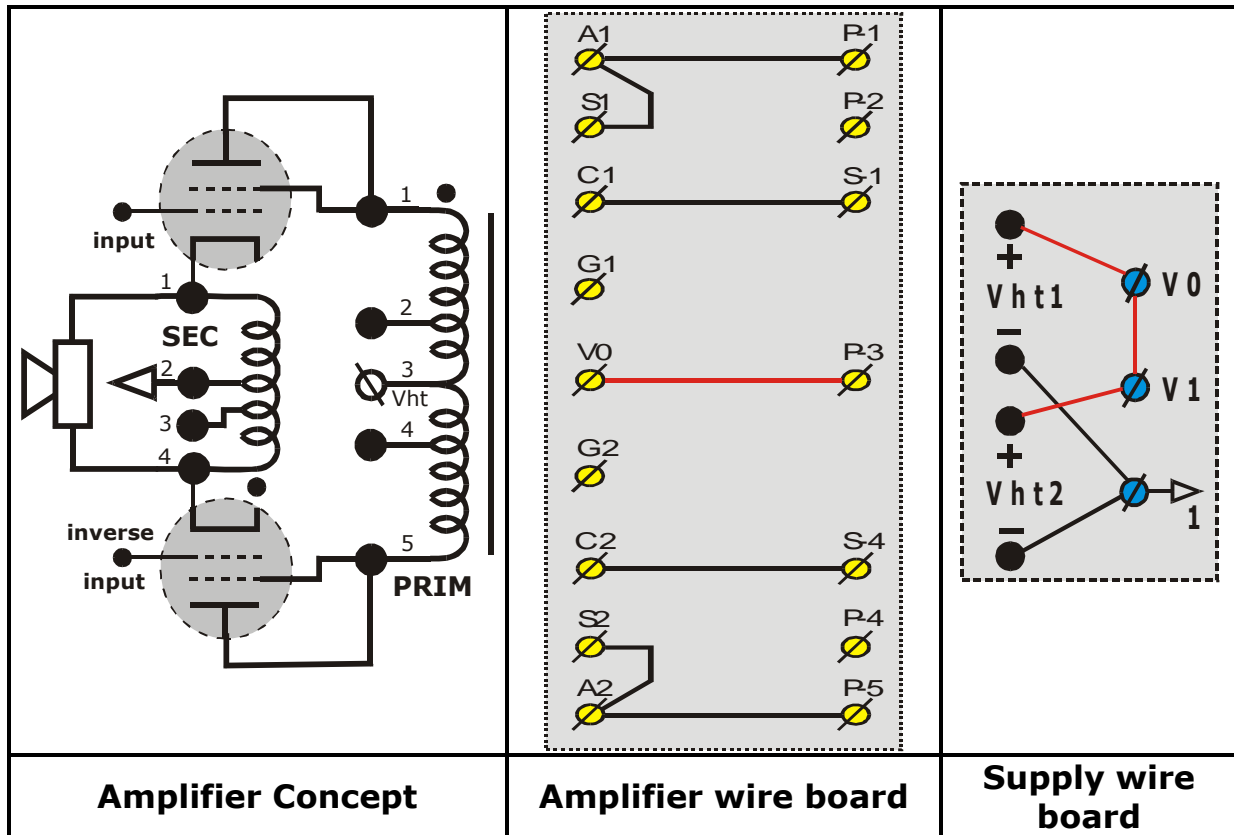 1
input
2
1
SEC
3
Vht
2
3
4
4
inverse
input
5
PRIM
A1 P-1
S1 P-2
C1 S-1
G1
V0 P-3
G2
C2 S-4
S2 P-4
A2 P-5
+
Vht1
V0
−
V1
+
Vht2
1
−
Amplifier Concept
Amplifier wire board
Supply wire
board